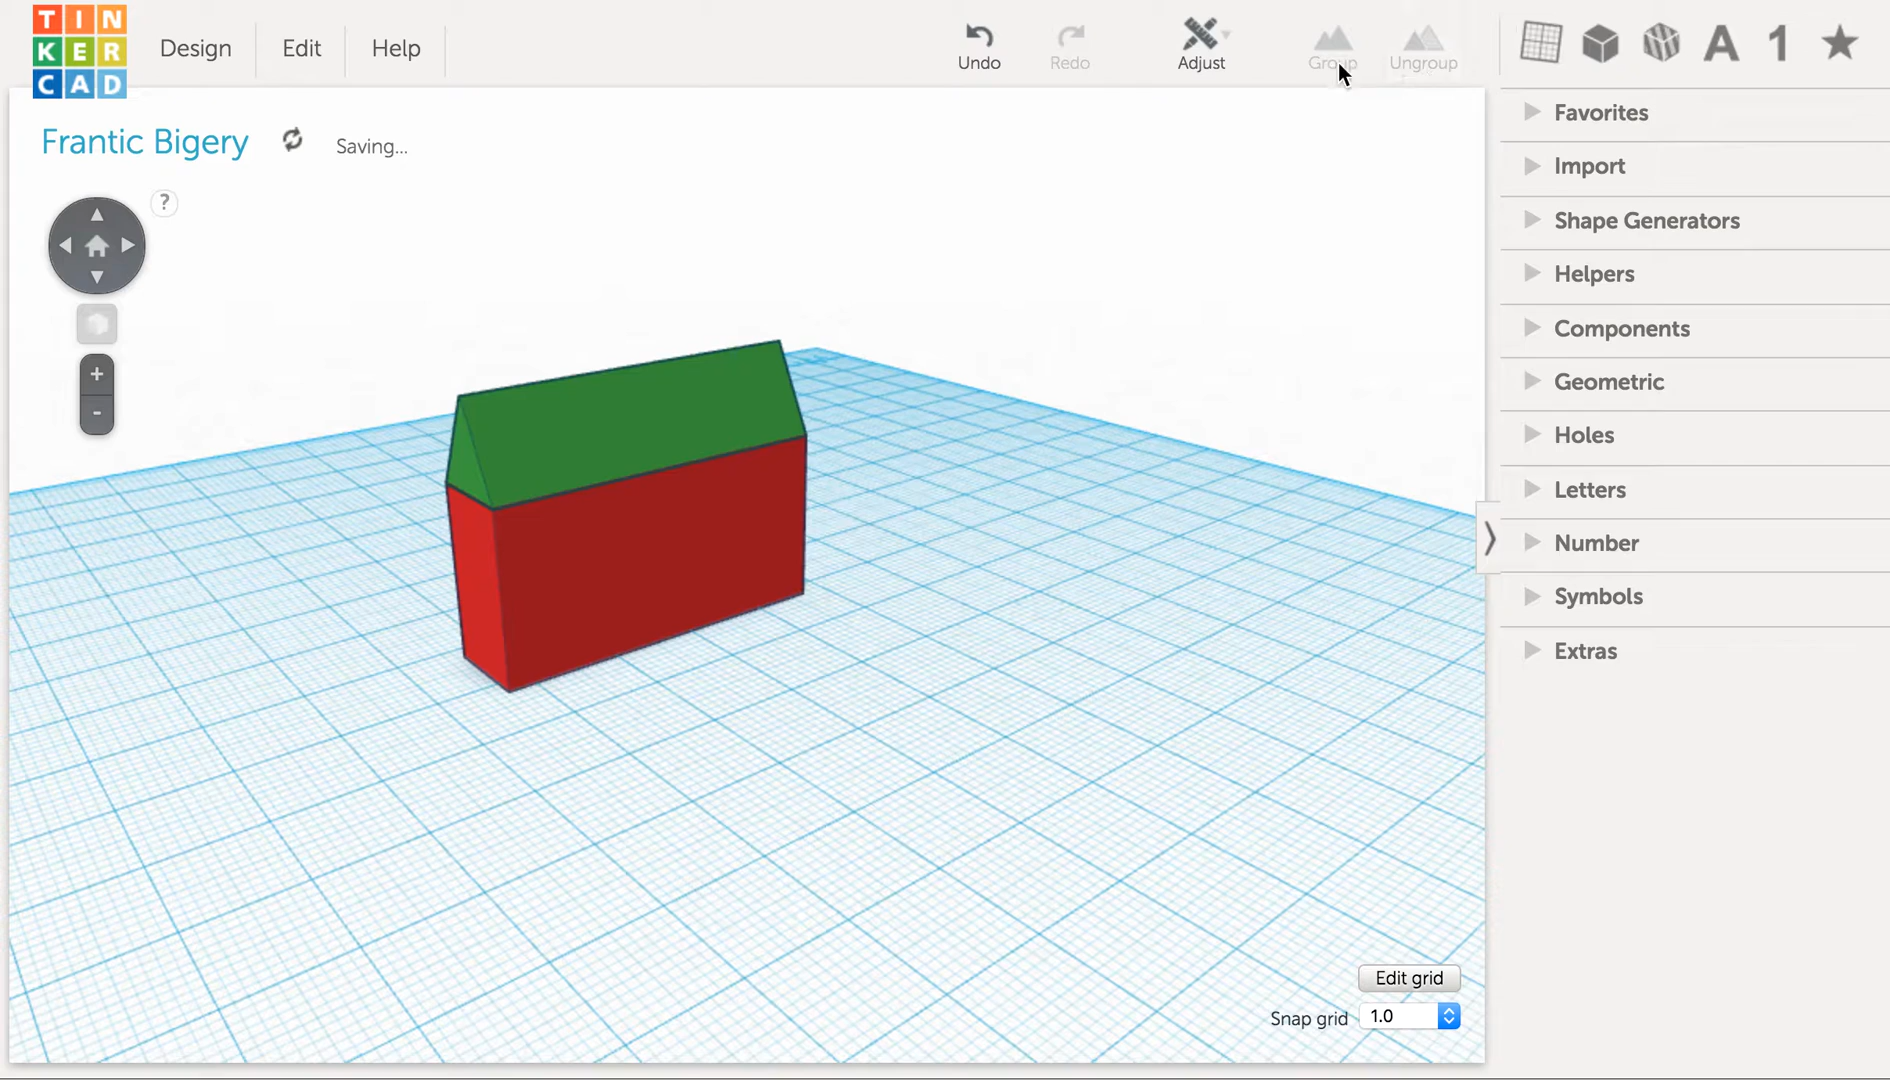 TIN
KER
CAD
Design Edit Help
Undo Redo Adjust Group Ungroup
A 1
Frantic Bigery Saving...
?
+
-
Favorites
Import
Shape Generators
Helpers
Components
Geometric
Holes
Letters
Number
Symbols
Extras
Edit grid
Snap grid 1.0